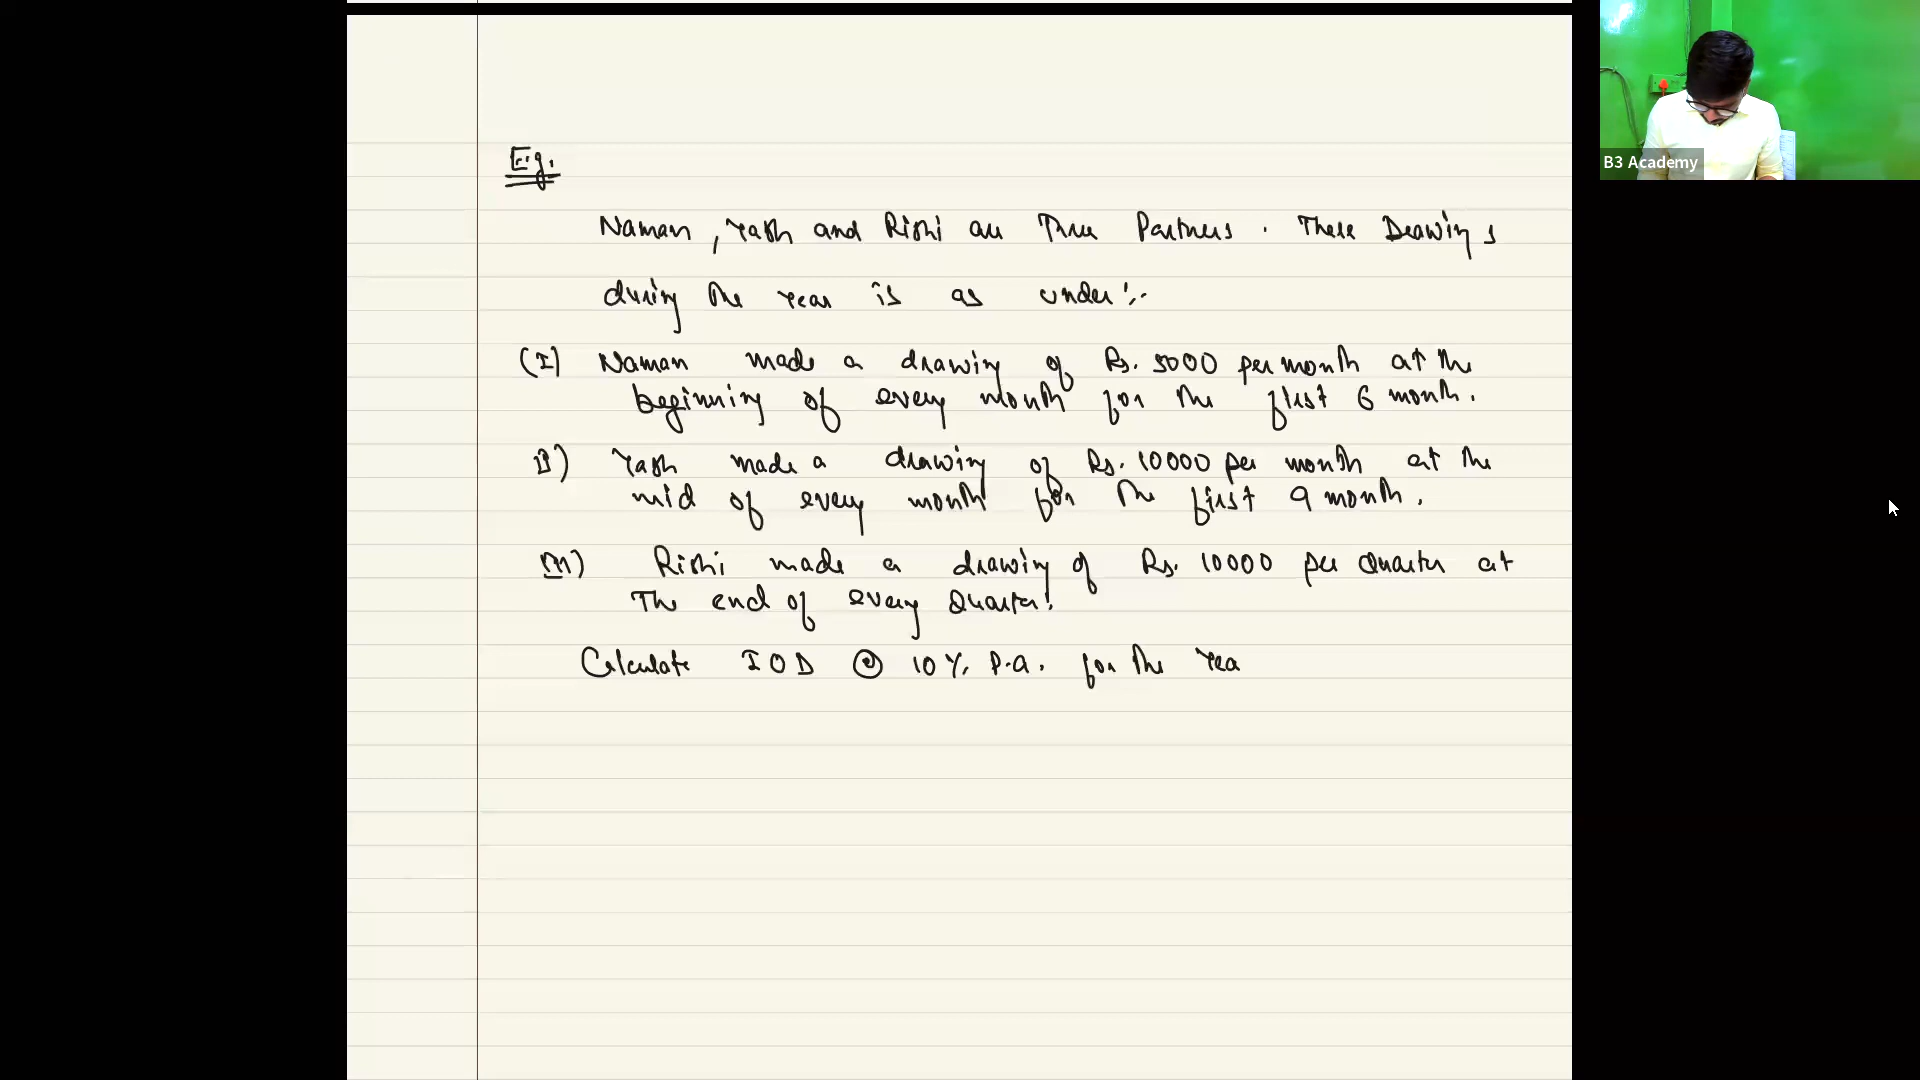 E.g.
B3 Academy
Naman, Yash and Rishi are Three Partners. These Drawings
during the year is as under:-
(I) Naman made a drawing of Rs. 5000 per month at the
beginning of every month for the first 6 month.
II) Yash made a drawing of Rs. 10000 per month at the
mid of every month for the first 9 month.
III) Rishi made a drawing of Rs. 10000 per Quarter at
The end of every Quarter.
Calculate IOD @ 10% P.a. for the Yea